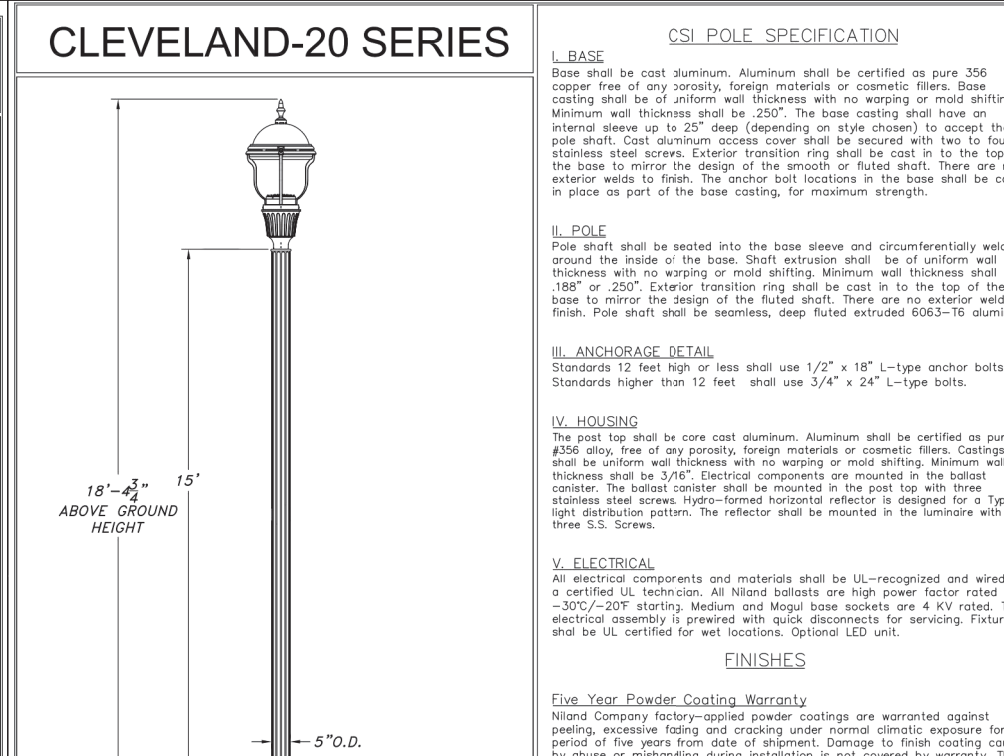 CLEVELAND-20 SERIES
18'-4 3/4"
ABOVE GROUND
HEIGHT
15'
5"O.D.
CSI POLE SPECIFICATION
I. BASE
Base shall be cast aluminum. Aluminum shall be certified as pure 356
copper free of any porosity, foreign materials or cosmetic fillers. Base
casting shall be of uniform wall thickness with no warping or mold
Minimum wall thickness shall be .250". The base casting shall have an
internal sleeve up to 25" deep (depending on style chosen) to accept
pole shaft. Cast aluminum access cover shall be secured with two to
stainless steel screws. Exterior transition ring shall be cast in to the top
the base to mirror the design of the smooth or fluted shaft. There are
exterior welds to finish. The anchor bolt locations in the base shall be
in place as part of the base casting, for maximum strength.
II. POLE
Pole shaft shall be seated into the base sleeve and circumferentially
around the inside of the base. Shaft extrusion shall be of uniform wall
thickness with no warping or mold shifting. Minimum wall thickness shall
.188" or .250". Exterior transition ring shall be cast in to the top of the
base to mirror the design of the fluted shaft. There are no exterior
finish. Pole shaft shall be seamless, deep fluted extruded 6063-T6
III. ANCHORAGE DETAIL
Standards 12 feet high or less shall use 1/2" x 18" L-type anchor bolts
Standards higher than 12 feet shall use 3/4" x 24" L-type bolts.
IV. HOUSING
The post top shall be core cast aluminum. Aluminum shall be certified as
#356 alloy, free of any porosity, foreign materials or cosmetic fillers. Castings
shall be uniform wall thickness with no warping or mold shifting. Minimum
thickness shall be 3/16". Electrical components are mounted in the ballast
canister. The ballast canister shall be mounted in the post top with three
stainless steel screws. Hydro-formed horizontal reflector is designed for a
light distribution pattern. The reflector shall be mounted in the luminaire with
three S.S. Screws.
V. ELECTRICAL
All electrical components and materials shall be UL-recognized and wired
a certified UL technician. All Niland ballasts are high power factor rated
-30°C/-20°F starting. Medium and Mogul base sockets are 4 KV rated.
electrical assembly is prewired with quick disconnects for servicing.
shal be UL certified for wet locations. Optional LED unit.
FINISHES
Five Year Powder Coating Warranty
Niland Company factory-applied powder coatings are warranted against
peeling, excessive fading and cracking under normal climatic exposure
period of five years from date of shipment. Damage to finish coating
by abuse or mishandling during installation is not covered by warranty.